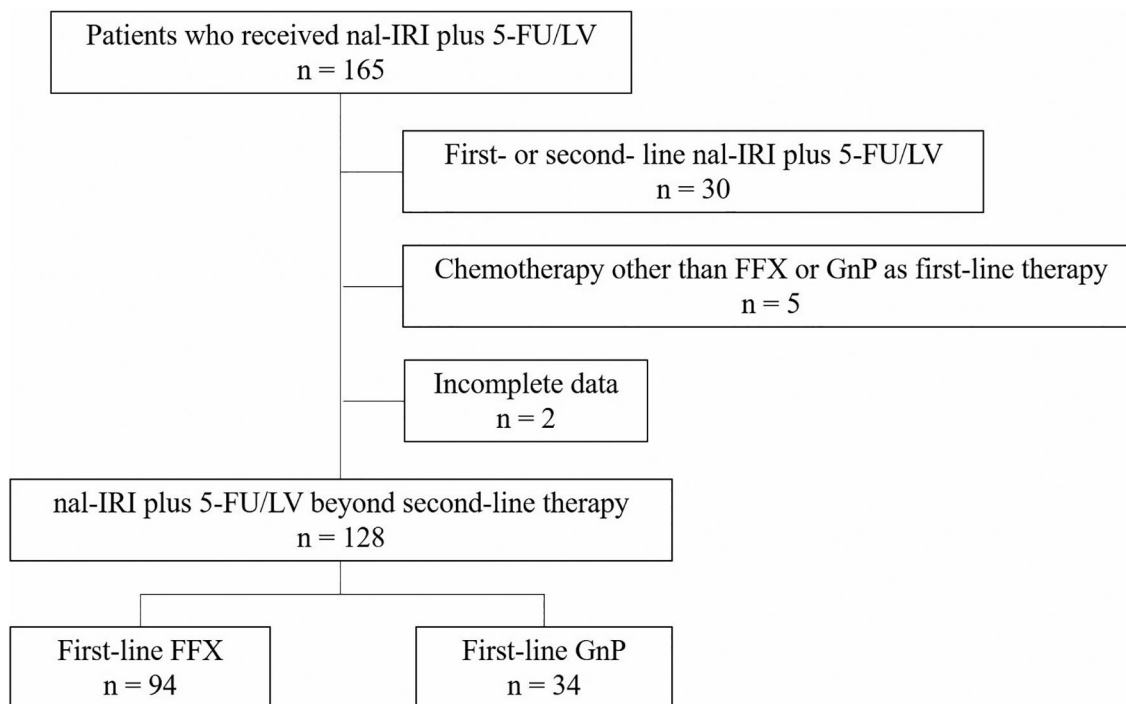 Patients who received nal-IRI plus 5-FU/LV
n = 165
First- or second- line nal-IRI plus 5-FU/LV
n = 30
Chemotherapy other than FFX or GnP as first-line therapy
n = 5
Incomplete data
n = 2
nal-IRI plus 5-FU/LV beyond second-line therapy
n = 128
First-line FFX
n = 94
First-line GnP
n = 34